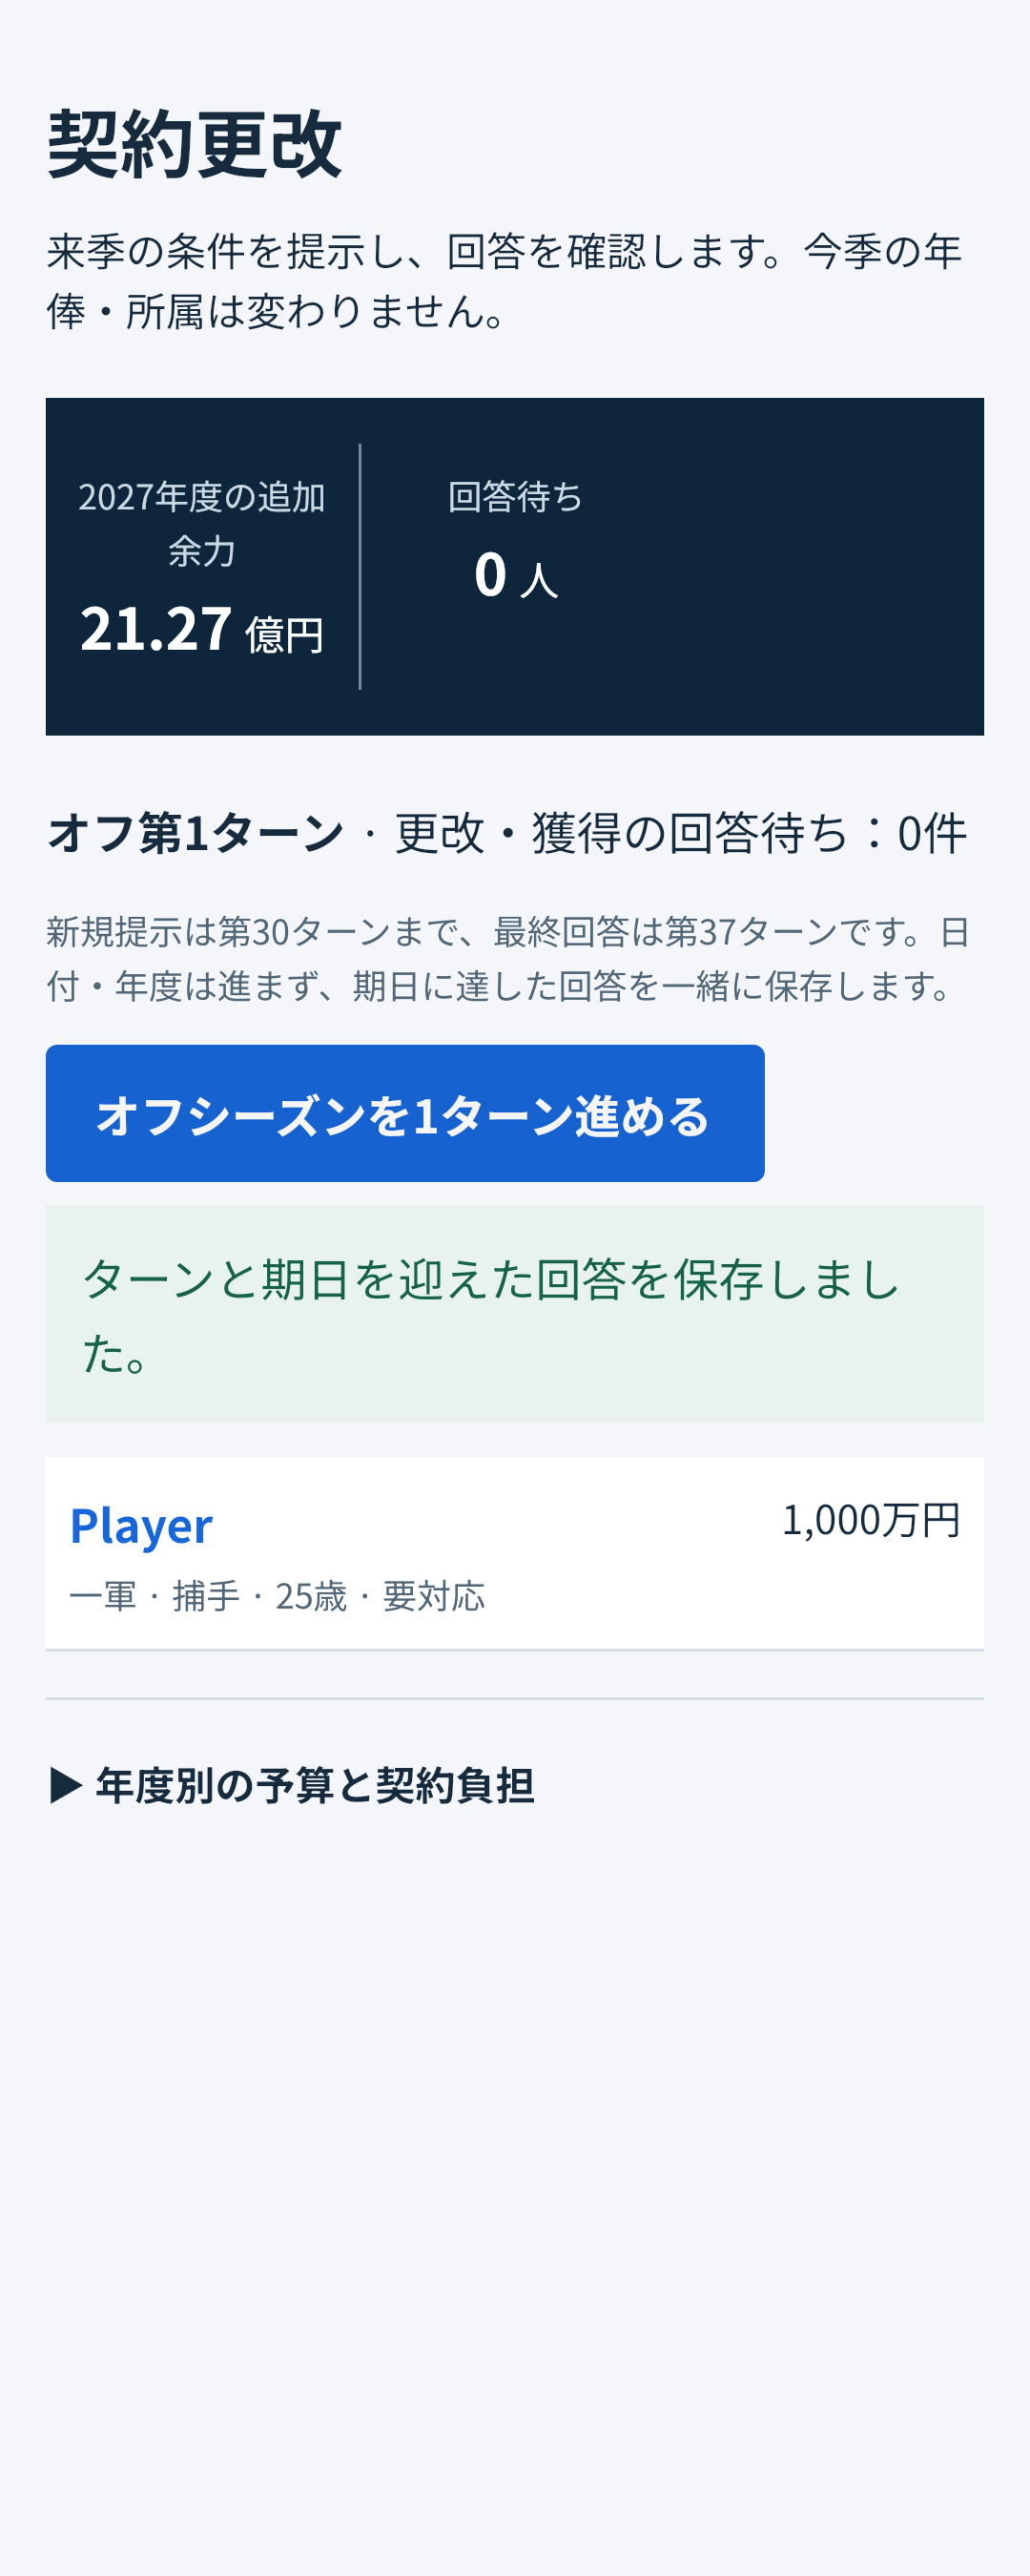 契約更改
来季の条件を提示し、回答を確認します。今季の年
俸・所属は変わりません。
2027年度の追加
余力
21.27 億円
回答待ち
0 人
オフ第1ターン · 更改・獲得の回答待ち：0件
新規提示は第30ターンまで、最終回答は第37ターンです。日
付・年度は進まず、期日に達した回答を一緒に保存します。
オフシーズンを1ターン進める
ターンと期日を迎えた回答を保存しまし
た。
Player
1,000万円
一軍 · 捕手 · 25歳 · 要対応
▶ 年度別の予算と契約負担